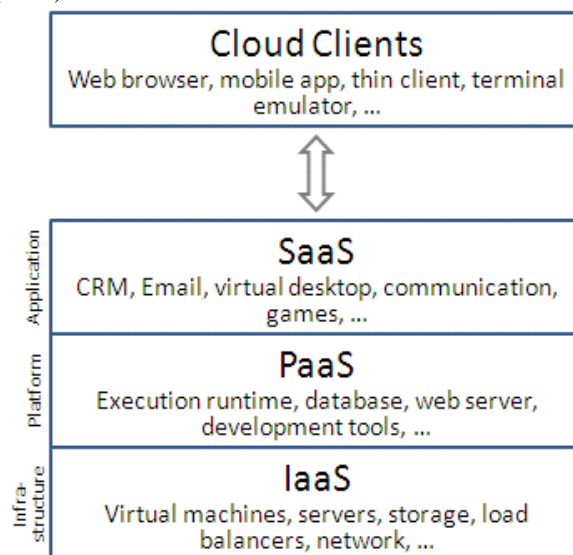 Cloud Clients
Web browser, mobile app, thin client, terminal
emulator, ...
Application
SaaS
CRM, Email, virtual desktop, communication,
games, ...
Platform
PaaS
Execution runtime, database, web server,
development tools, ...
Infra-
structure
IaaS
Virtual machines, servers, storage, load
balancers, network, ...